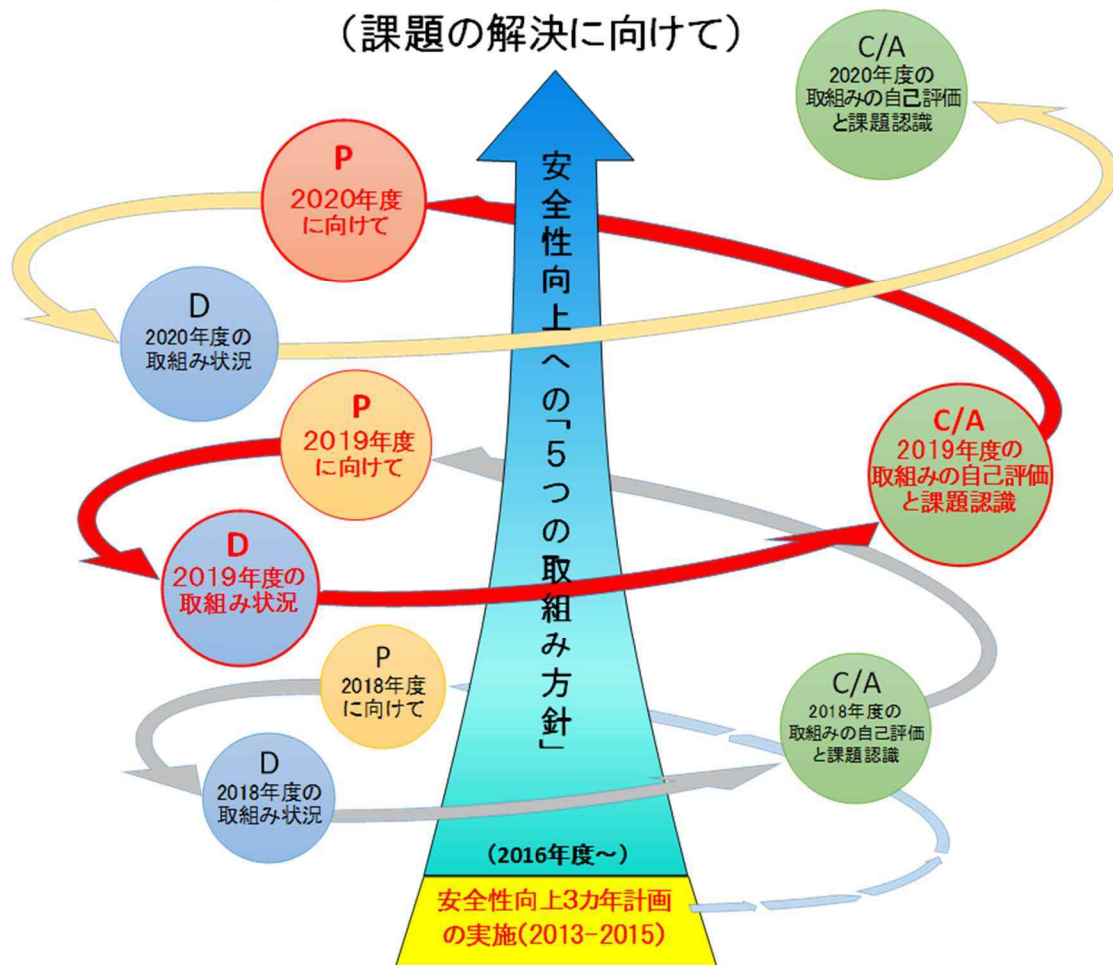 （課題の解決に向けて）
C/A
2020年度の
取組みの自己評価
と課題認識
P
2020年度
に向けて
D
2020年度の
取組み状況
安全性向上への「５つの取組み方針」
P
2019年度
に向けて
C/A
2019年度の
取組みの自己評価
と課題認識
D
2019年度の
取組み状況
P
2018年度
に向けて
C/A
2018年度の
取組みの自己評価
と課題認識
D
2018年度の
取組み状況
（2016年度～）
安全性向上3カ年計画
の実施(2013-2015)